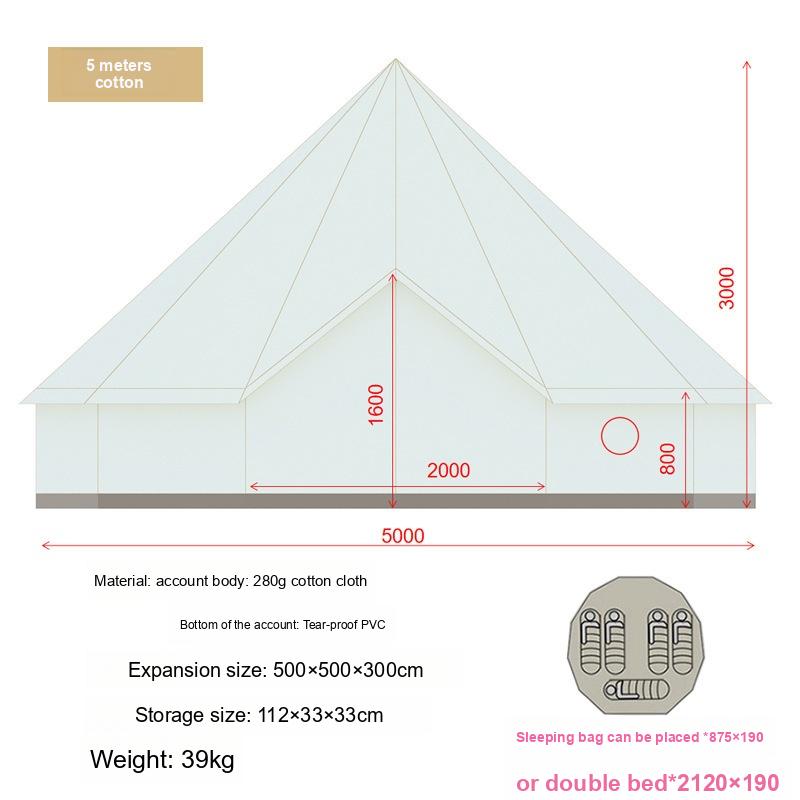 5 meters
cotton
3000
1600
2000
800
5000
Material: account body: 280g cotton cloth
Bottom of the account: Tear-proof PVC
Expansion size: 500×500×300cm
Storage size: 112×33×33cm
Weight: 39kg
Sleeping bag can be placed *875×190
or double bed*2120×190